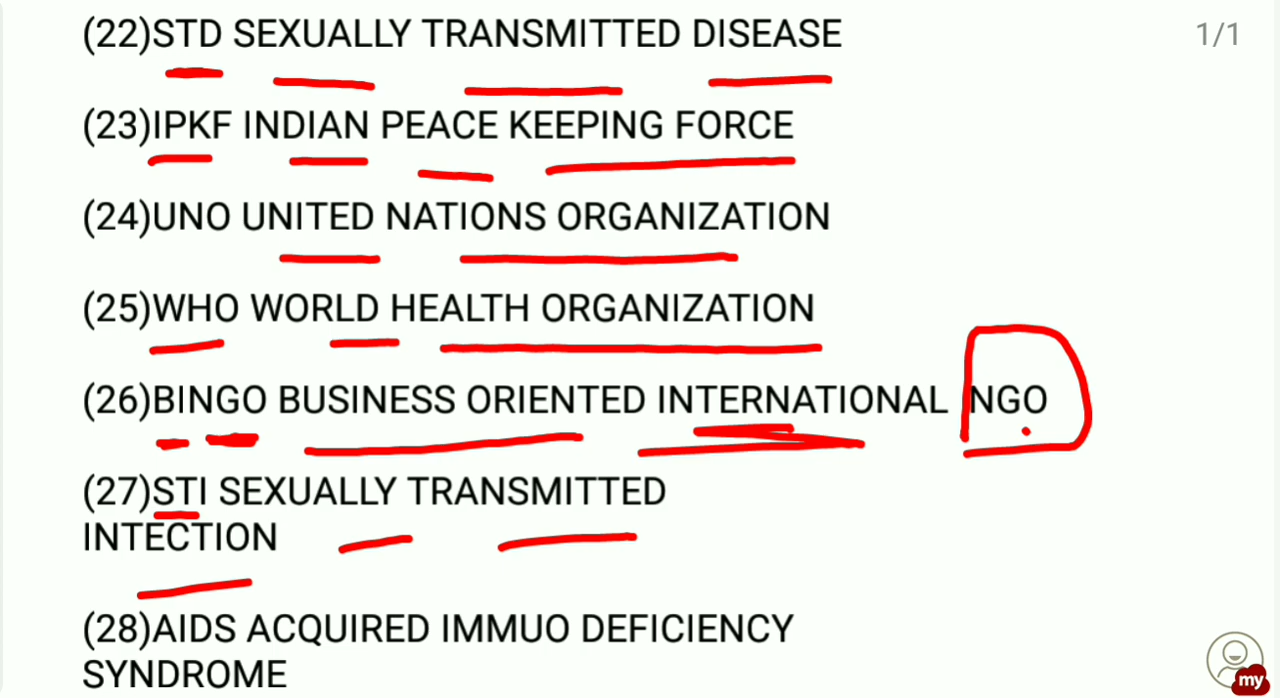 (22)STD SEXUALLY TRANSMITTED DISEASE
1/1
(23)IPKF INDIAN PEACE KEEPING FORCE
(24)UNO UNITED NATIONS ORGANIZATION
(25)WHO WORLD HEALTH ORGANIZATION
(26)BINGO BUSINESS ORIENTED INTERNATIONAL NGO
(27)STI SEXUALLY TRANSMITTED
INTECTION
(28)AIDS ACQUIRED IMMUO DEFICIENCY
SYNDROME
my